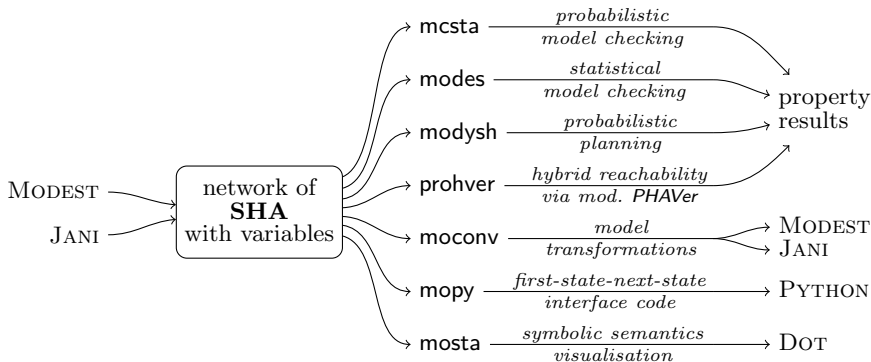 mcsta
probabilistic
model checking
modes
statistical
model checking
modysh
probabilistic
planning
property
results
prohver
hybrid reachability
via mod. PHAVer
MODEST
JANI
network of
SHA
with variables
moconv
model
transformations
MODEST
JANI
mopy
first-state-next-state
interface code
PYTHON
mosta
symbolic semantics
visualisation
DOT